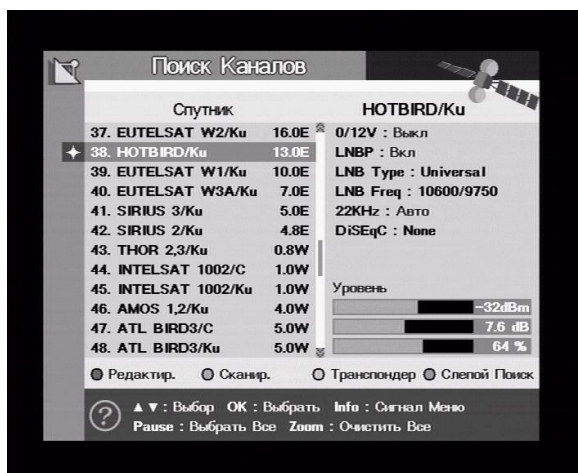 Поиск Каналов
Спутник
37. EUTELSAT W2/Ku 16.0E
38. HOTBIRD/Ku 13.0E
39. EUTELSAT W1/Ku 10.0E
40. EUTELSAT W3A/Ku 7.0E
41. SIRIUS 3/Ku 5.0E
42. SIRIUS 2/Ku 4.8E
43. THOR 2,3/Ku 0.8W
44. INTELSAT 1002/C 1.0W
45. INTELSAT 1002/Ku 1.0W
46. AMOS 1,2/Ku 4.0W
47. ATL BIRD3/C 5.0W
48. ATL BIRD3/Ku 5.0W
HOTBIRD/Ku
0/12V : Выкл
LNBP : Вкл
LNB Type : Universal
LNB Freq : 10600/9750
22KHz : Авто
DiSEqC : None
Уровень
-32dBm
7.6 dB
64 %
Редактир. Сканир. Транспондер Слепой Поиск
▲ ▼ : Выбор OK : Выбрать Info : Сигнал Меню
Pause : Выбрать Все Zoom : Очистить Все